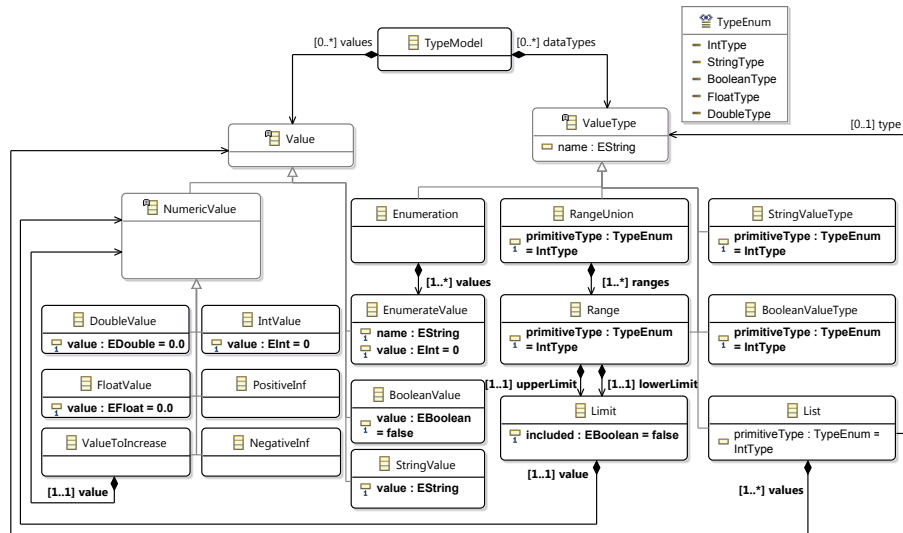 [0..*] values
TypeModel
[0..*] dataTypes
TypeEnum
IntType
StringType
BooleanType
FloatType
DoubleType
Value
ValueType
name : EString
[0..1] type
NumericValue
Enumeration
RangeUnion
primitiveType : TypeEnum
= IntType
StringValueType
primitiveType : TypeEnum
= IntType
[1..*] values
[1..*] ranges
DoubleValue
value : EDouble = 0.0
IntValue
value : EInt = 0
EnumerateValue
name : EString
value : EInt = 0
Range
primitiveType : TypeEnum
= IntType
BooleanValueType
primitiveType : TypeEnum
= IntType
FloatValue
value : EFloat = 0.0
PositiveInf
BooleanValue
value : EBoolean
= false
[1..1] upperLimit
[1..1] lowerLimit
Limit
included : EBoolean = false
List
primitiveType : TypeEnum =
IntType
ValueToIncrease
NegativeInf
StringValue
value : EString
[1..1] value
[1..1] value
[1..*] values